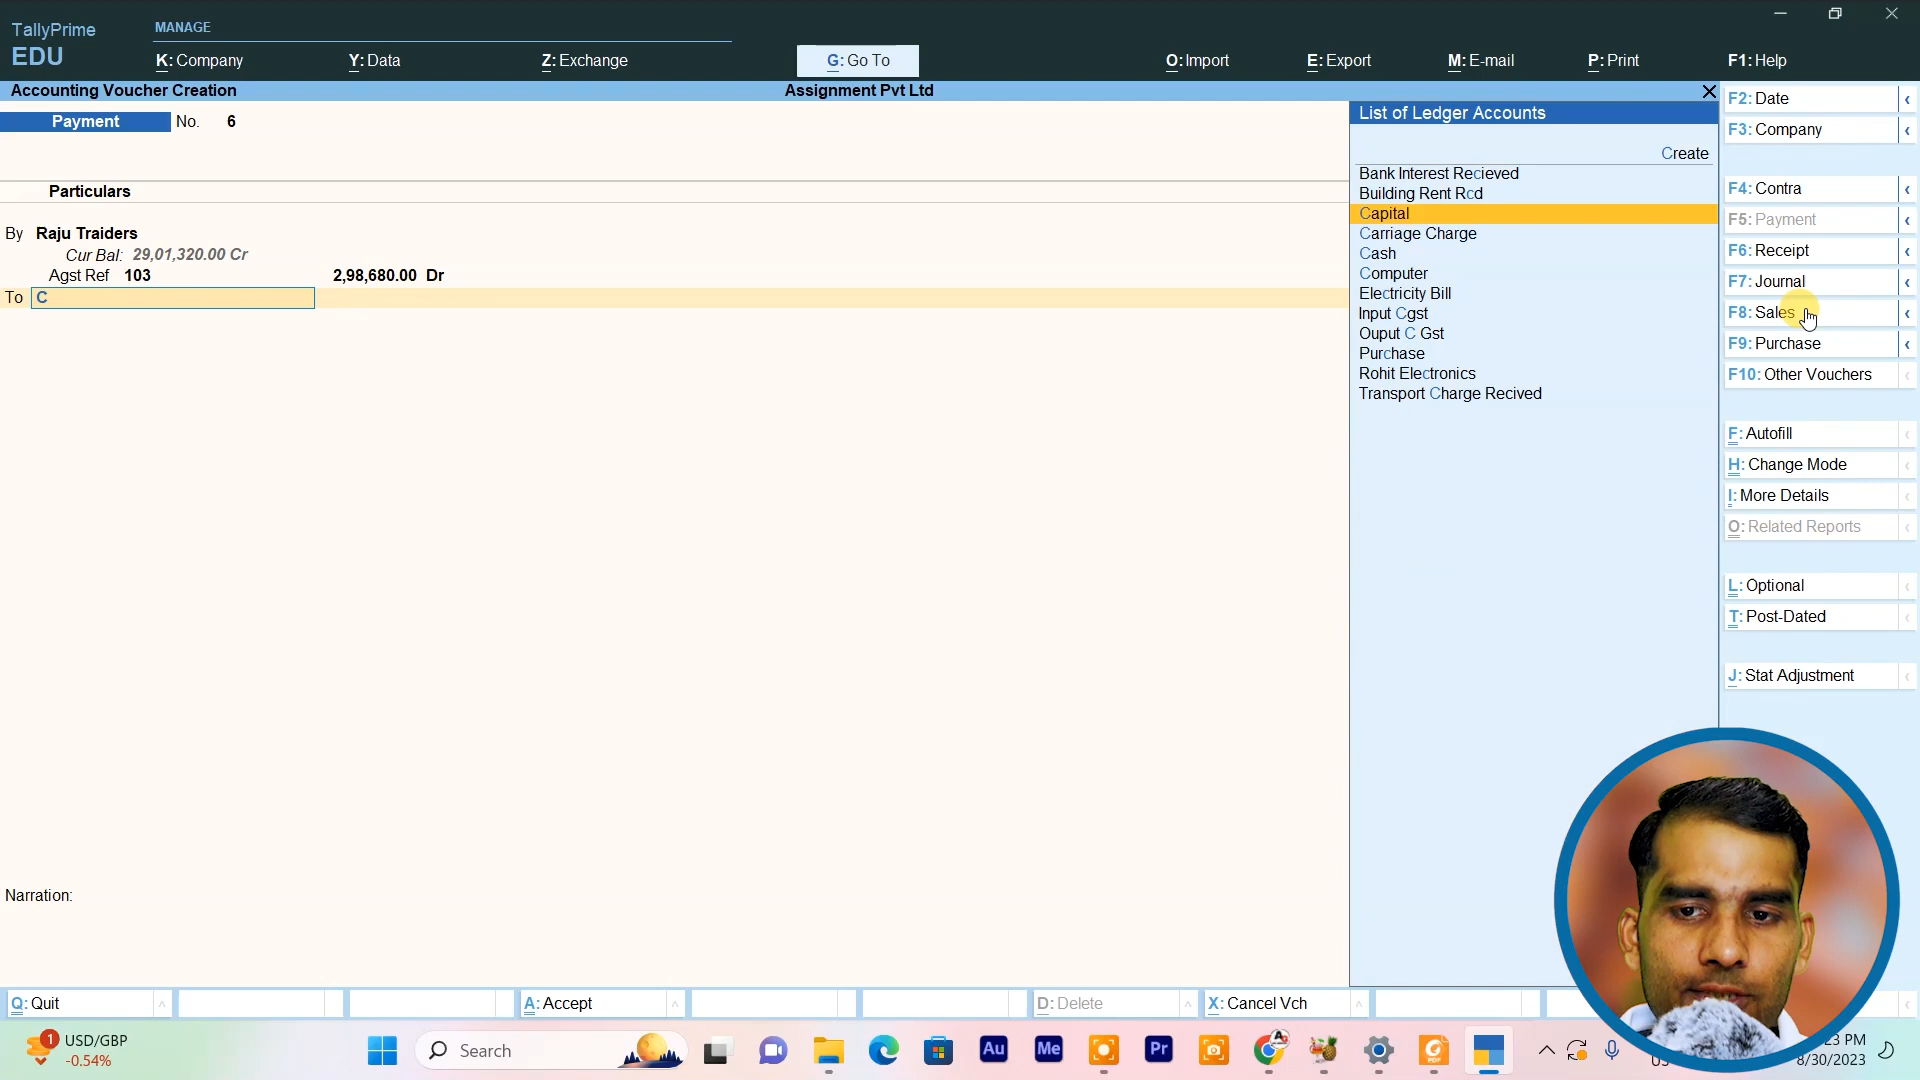 TallyPrime
EDU
MANAGE
K: Company
Y: Data
Z: Exchange
G: Go To
O: Import
E: Export
M: E-mail
P: Print
F1: Help
Accounting Voucher Creation
Assignment Pvt Ltd
Payment No. 6
Particulars
By Raju Traiders
Cur Bal: 29,01,320.00 Cr
Agst Ref 103 2,98,680.00 Dr
To C
Narration:
List of Ledger Accounts
Create
Bank Interest Recieved
Building Rent Rcd
Capital
Carriage Charge
Cash
Computer
Electricity Bill
Input Cgst
Ouput C Gst
Purchase
Rohit Electronics
Transport Charge Recived
F2: Date
F3: Company
F4: Contra
F5: Payment
F6: Receipt
F7: Journal
F8: Sales
F9: Purchase
F10: Other Vouchers
F: Autofill
H: Change Mode
I: More Details
O: Related Reports
L: Optional
T: Post-Dated
J: Stat Adjustment
Q: Quit
A: Accept
D: Delete
X: Cancel Vch
1
USD/GBP
-0.54%
Search
Au
Me
Pr
23 PM
8/30/2023